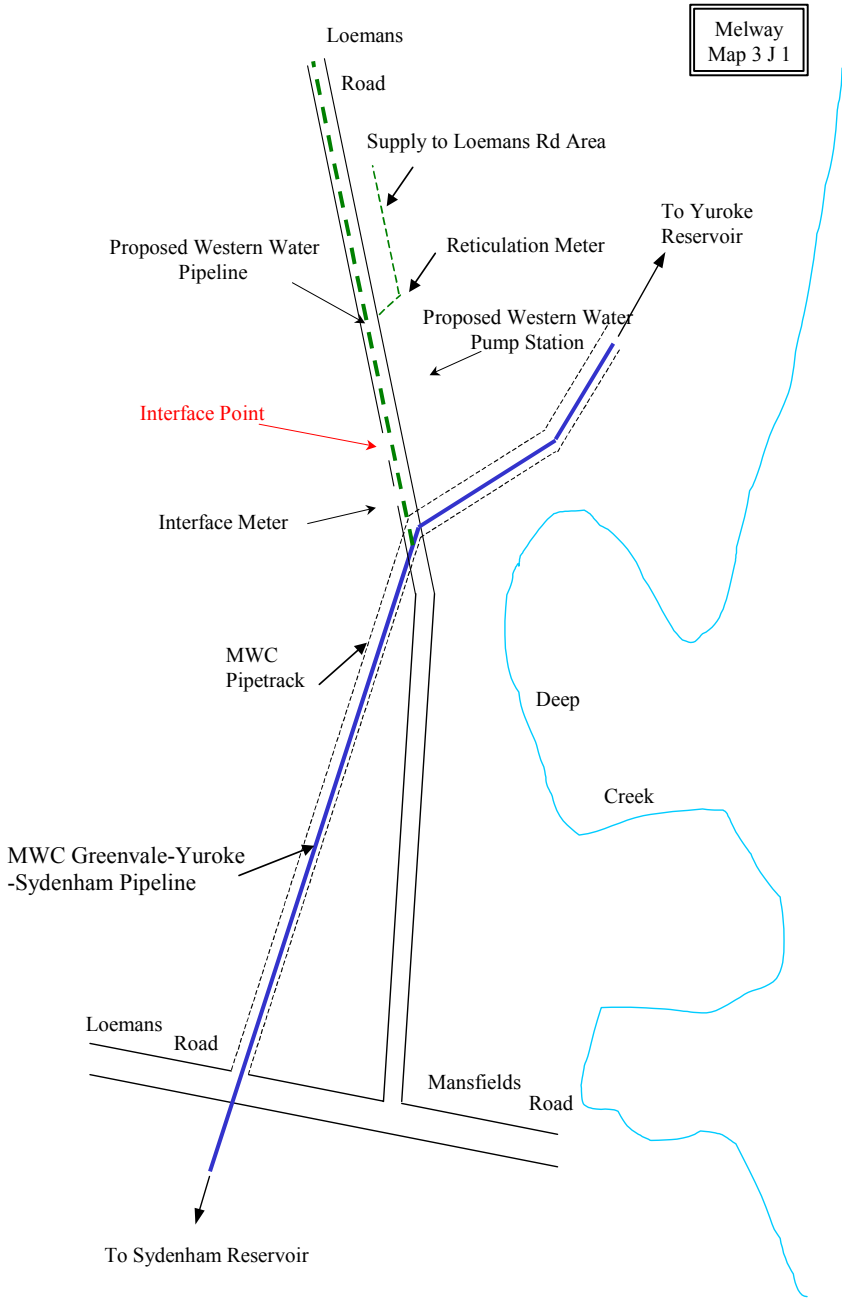 Melway
Map 3 J 1
Loemans
Road
Supply to Loemans Rd Area
To Yuroke
Reservoir
Proposed Western Water
Pipeline
Reticulation Meter
Proposed Western Water
Pump Station
Interface Point
Interface Meter
MWC
Pipetrack
Deep
Creek
MWC Greenvale-Yuroke
-Sydenham Pipeline
Loemans
Road
Mansfields
Road
To Sydenham Reservoir